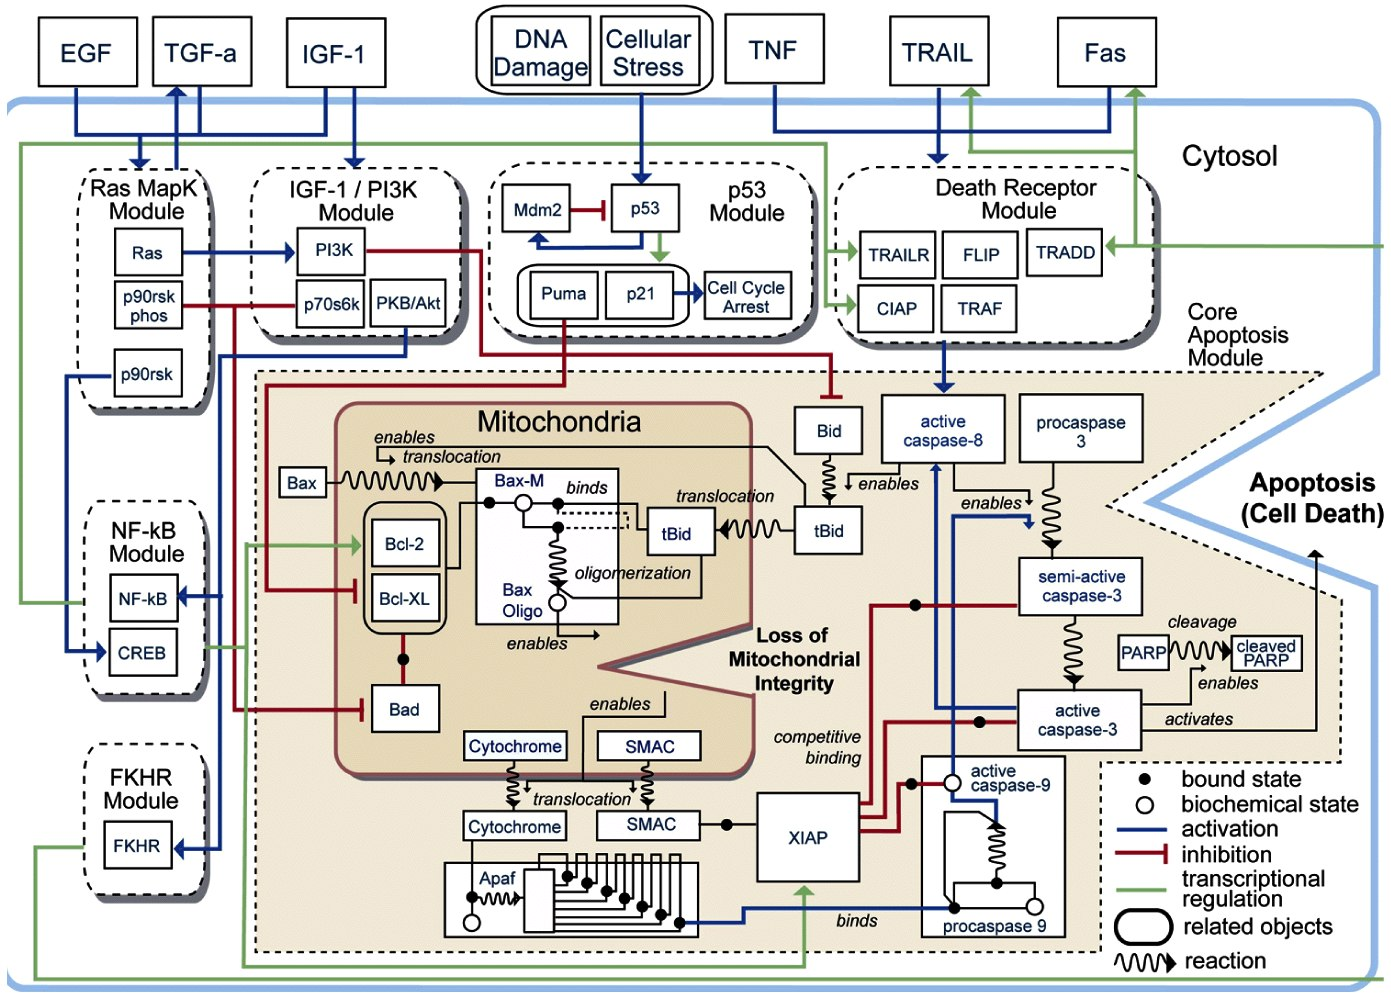 EGF
TGF-a
IGF-1
DNA
Damage
Cellular
Stress
TNF
TRAIL
Fas
Cytosol
Ras MapK
Module
Ras
p90rsk
phos
p90rsk
IGF-1 / PI3K
Module
PI3K
p70s6k
PKB/Akt
p53
Module
Mdm2
p53
Puma
p21
Cell Cycle
Arrest
Death Receptor
Module
TRAILR
FLIP
TRADD
CIAP
TRAF
Core
Apoptosis
Module
Mitochondria
enables
translocation
Bax
Bax-M
binds
translocation
tBid
Bid
tBid
enables
active
caspase-8
procaspase
3
enables
Apoptosis
(Cell Death)
NF-kB
Module
NF-kB
CREB
Bcl-2
Bcl-XL
oligomerization
Bax
Oligo
enables
Bad
Loss of
Mitochondrial
Integrity
semi-active
caspase-3
cleavage
PARP
cleaved
PARP
enables
active
caspase-3
activates
enables
Cytochrome
SMAC
translocation
Cytochrome
SMAC
competitive
binding
XIAP
active
caspase-9
procaspase 9
binds
Apaf
FKHR
Module
FKHR
bound state
biochemical state
activation
inhibition
transcriptional
regulation
related objects
reaction